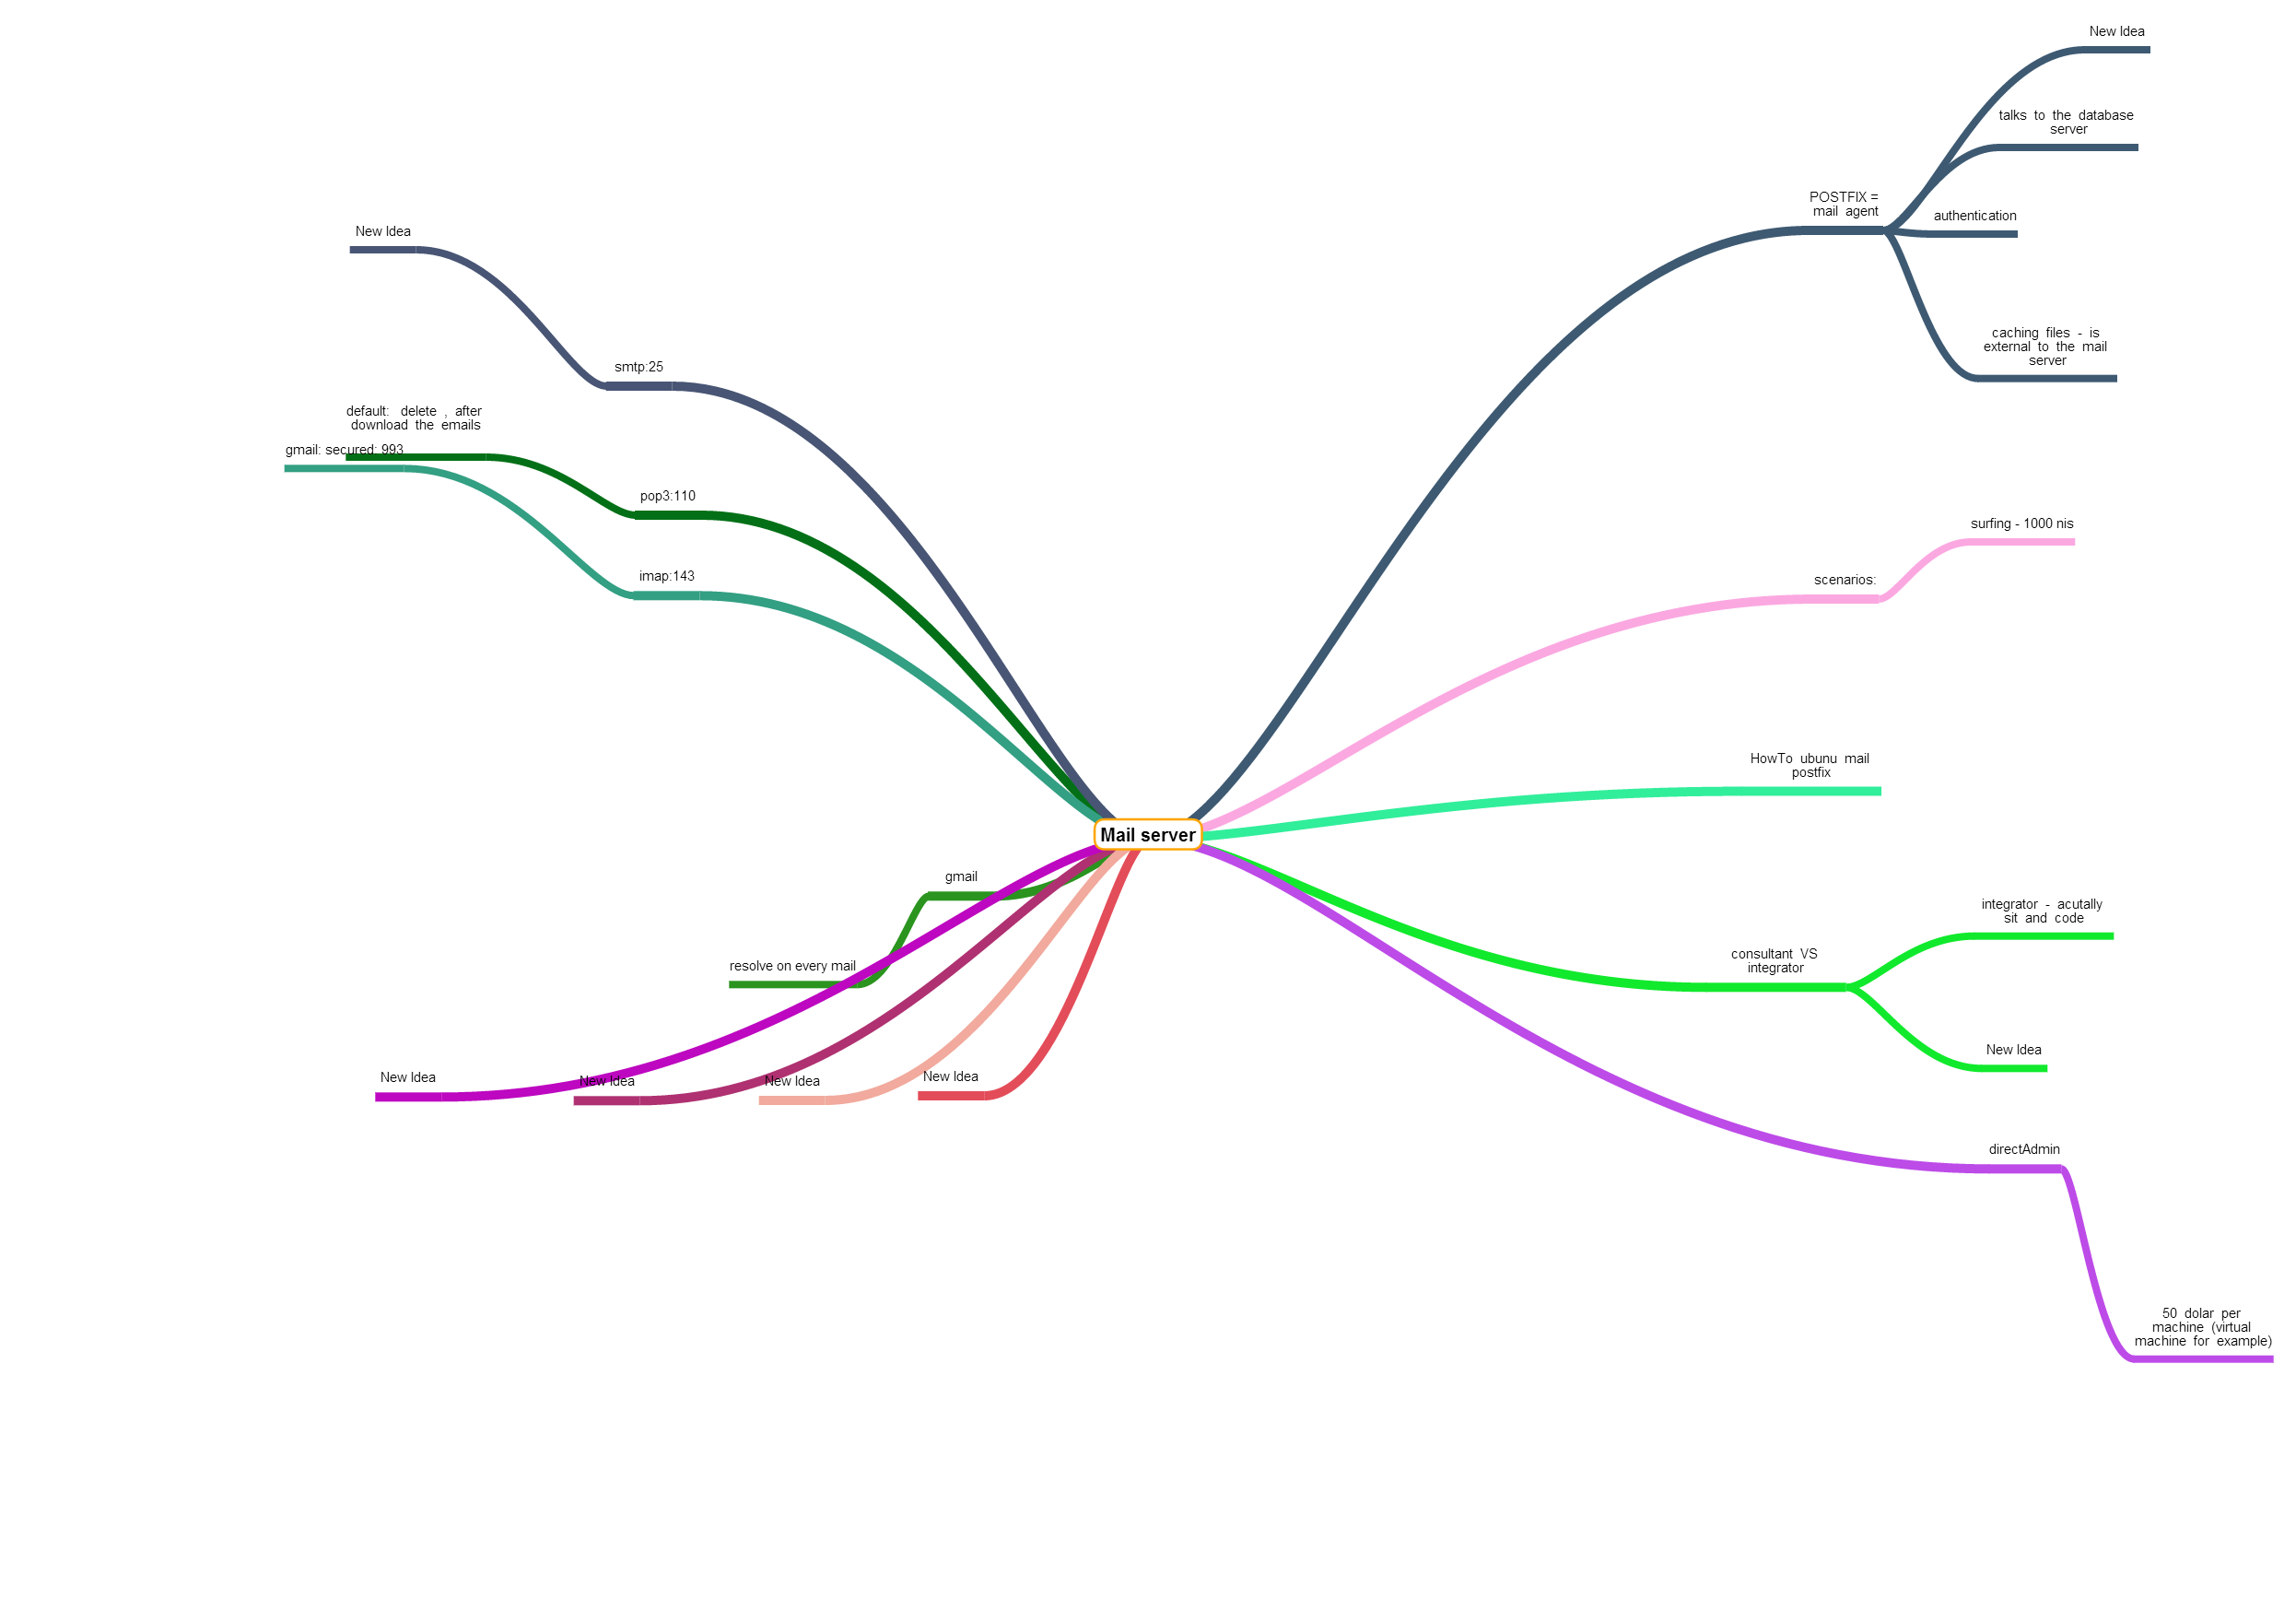 New Idea
talks to the database
server
POSTFIX =
mail agent
authentication
New Idea
caching files - is
external to the mail
server
smtp:25
default: delete , after
download the emails
gmail: secured: 993
pop3:110
surfing - 1000 nis
imap:143
scenarios:
HowTo ubunu mail
postfix
Mail server
gmail
integrator - acutally
sit and code
consultant VS
integrator
resolve on every mail
New Idea
New Idea
New Idea
New Idea
New Idea
directAdmin
50 dolar per
machine (virtual
machine for example)